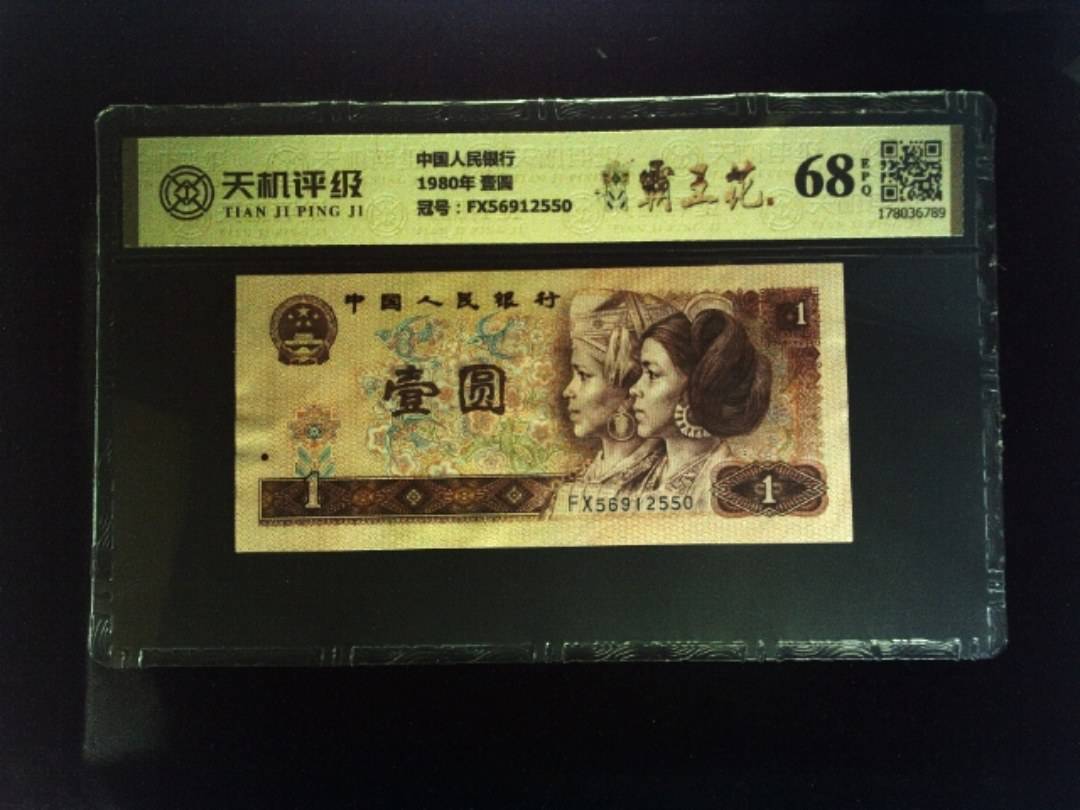 天机评级
TIAN JI PING JI
中国人民银行
1980年 壹圆
冠号：FX56912550
霸王花
68
EPQ
178036789
中国人民银行
1
壹圆
1
FX56912550
1